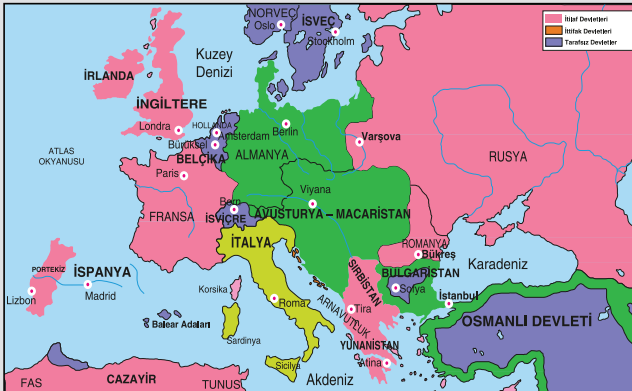 NORVEÇ
Oslo
İSVEÇ
Stockholm
İtilaf Devletleri
İttifak Devletleri
Tarafsız Devletler
Kuzey
Denizi
İRLANDA
İNGİLTERE
Londra
HOLLANDA
Amsterdam
Berlin
Varşova
Bürüksel
BELÇİKA
ALMANYA
RUSYA
ATLAS
OKYANUSU
Paris
Viyana
Bern
FRANSA
İSVİÇRE
AVUSTURYA – MACARİSTAN
İTALYA
ROMANYA
Bükreş
SIRBİSTAN
Karadeniz
PORTEKİZ
İSPANYA
BULGARİSTAN
Korsika
Sofya
Lizbon
Madrid
Roma
İstanbul
ARNAVUTLUK
Tira
Balear Adaları
OSMANLI DEVLETİ
Sardinya
YUNANİSTAN
Sicilya
Atina
FAS
CAZAYİR
TUNUS
Akdeniz